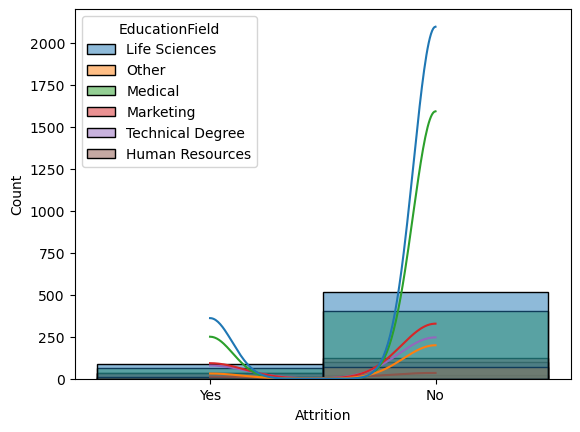 EducationField
Life Sciences
Other
Medical
Marketing
Technical Degree
Human Resources
2000
1750
1500
1250
1000
750
500
250
0
Count
Yes
No
Attrition